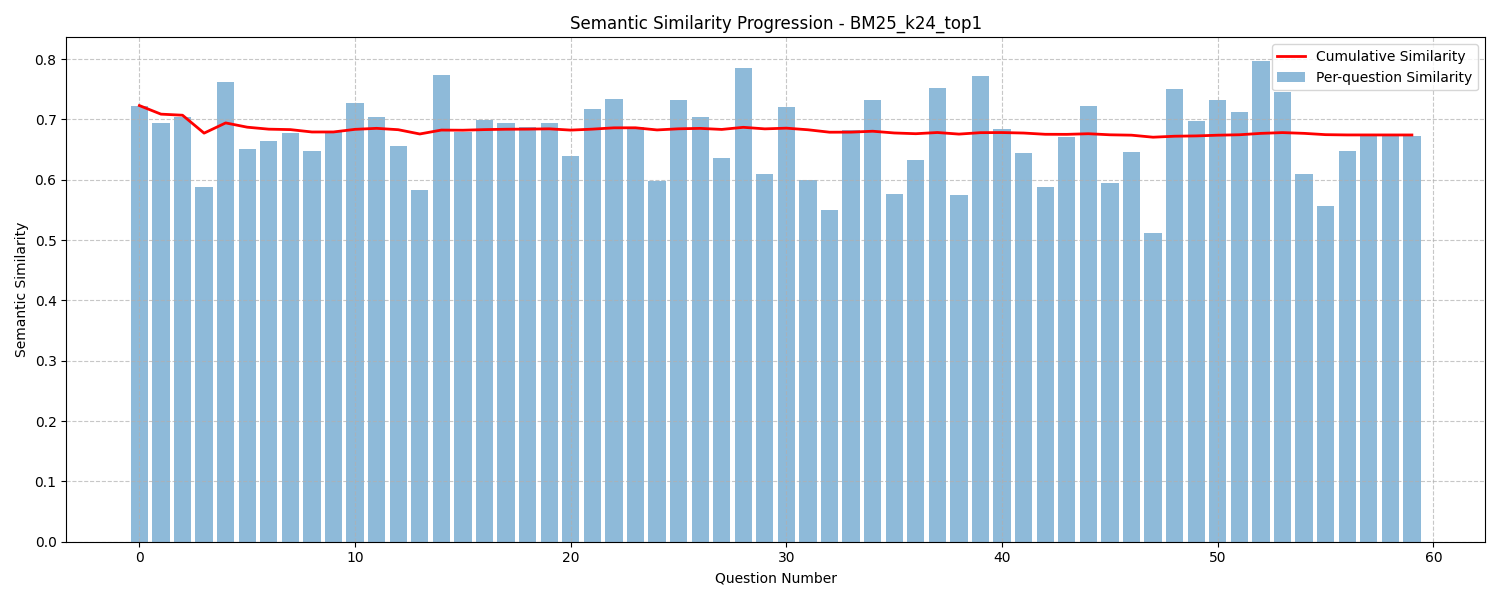 Semantic Similarity Progression - BM25_k24_top1
Cumulative Similarity
Per-question Similarity
Semantic Similarity
0.8
0.7
0.6
0.5
0.4
0.3
0.2
0.1
0.0
0 10 20 30 40 50 60
Question Number